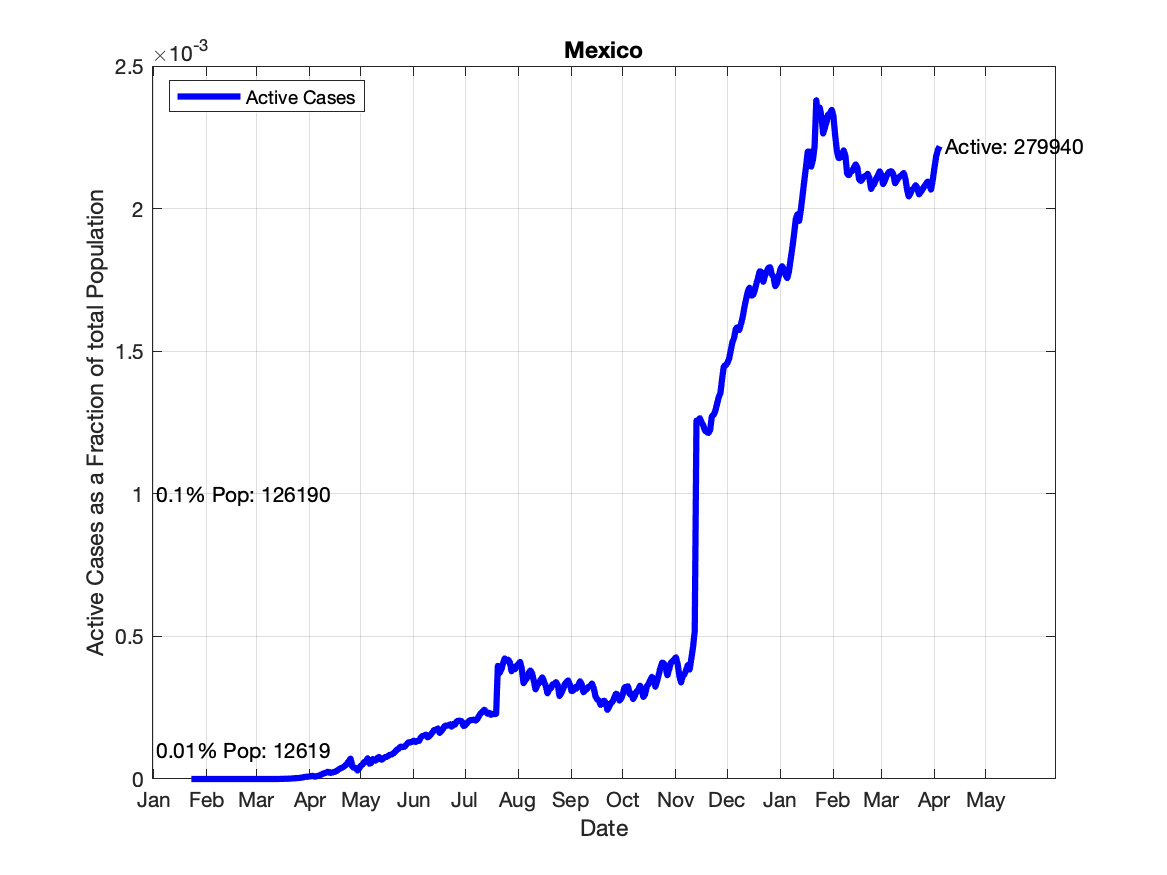 Mexico
×10-3
2.5
Active Cases
Active: 279940
2
1.5
1
0.1% Pop: 126190
0.5
0.01% Pop: 12619
0
Jan Feb Mar Apr May Jun Jul Aug Sep Oct Nov Dec Jan Feb Mar Apr May
Date
Active Cases as a Fraction of total Population